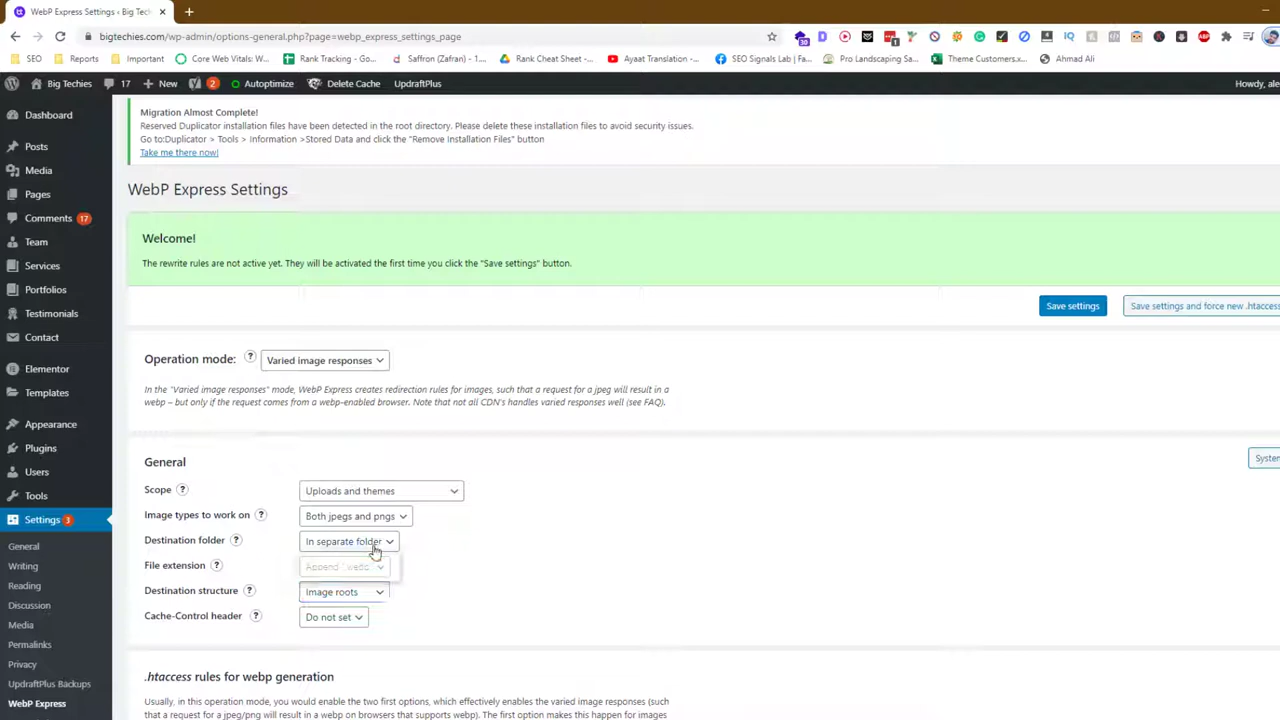 WebP Express Settings ‹ Big Tech
bigtechies.com/wp-admin/options-general.php?page=webp_express_settings_page
SEO Reports Important Core Web Vitals: W... Rank Tracking - Go... Saffron (Zafran) - 1.... Rank Cheat Sheet -... Ayaat Translation -... SEO Signals Lab | Fa... Pro Landscaping Sa... Theme Customers.x... Ahmad Ali
Big Techies 17 New 2 Autoptimize Delete Cache UpdraftPlus Howdy, ale
Dashboard
Posts
Media
Pages
Comments 17
Team
Services
Portfolios
Testimonials
Contact
Elementor
Templates
Appearance
Plugins
Users
Tools
Settings 3
General
Writing
Reading
Discussion
Media
Permalinks
Privacy
UpdraftPlus Backups
WebP Express
Migration Almost Complete!
Reserved Duplicator installation files have been detected in the root directory. Please delete these installation files to avoid security issues.
Go to:Duplicator > Tools > Information >Stored Data and click the "Remove Installation Files" button
Take me there now!
WebP Express Settings
Welcome!
The rewrite rules are not active yet. They will be activated the first time you click the "Save settings" button.
Save settings Save settings and force new .htaccess
Operation mode: ? Varied image responses
In the "Varied image responses" mode, WebP Express creates redirection rules for images, such that a request for a jpeg will result in a
webp – but only if the request comes from a webp-enabled browser. Note that not all CDN's handles varied responses well (see FAQ).
General System
Scope ? Uploads and themes
Image types to work on ? Both jpegs and pngs
Destination folder ? In separate folder
File extension ? Append ".webp"
Destination structure ? Image roots
Cache-Control header ? Do not set
.htaccess rules for webp generation
Usually, in this operation mode, you would enable the two first options, which effectively enables the varied image responses (such
that a request for a jpeg/png will result in a webp on browsers that supports webp). The first option makes this happen for images